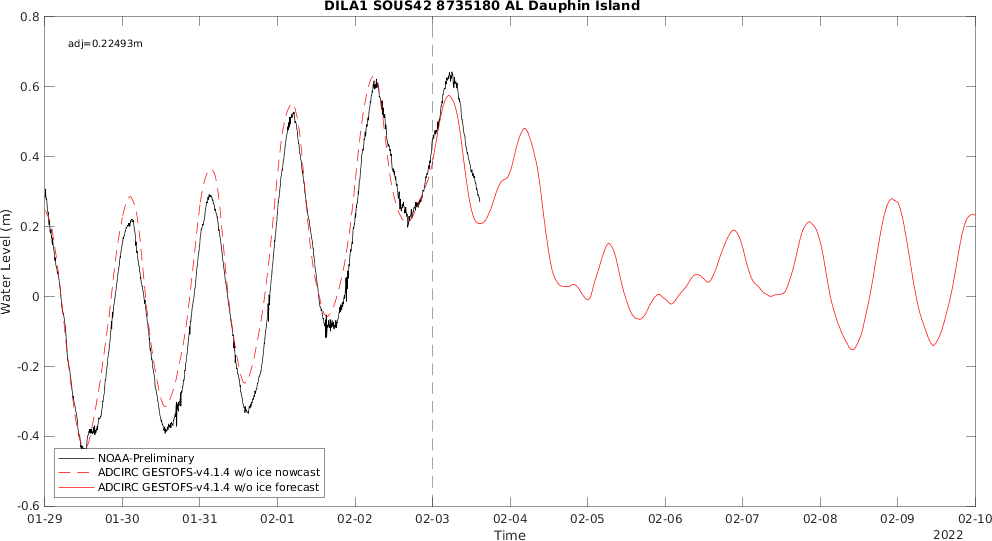 DILA1 SOUS42 8735180 AL Dauphin Island
0.8
adj=0.22493m
0.6
0.4
0.2
0
-0.2
-0.4
-0.6
Water Level (m)
NOAA-Preliminary
ADCIRC GESTOFS-v4.1.4 w/o ice nowcast
ADCIRC GESTOFS-v4.1.4 w/o ice forecast
01-29 01-30 01-31 02-01 02-02 02-03 02-04 02-05 02-06 02-07 02-08 02-09 02-10
Time
2022